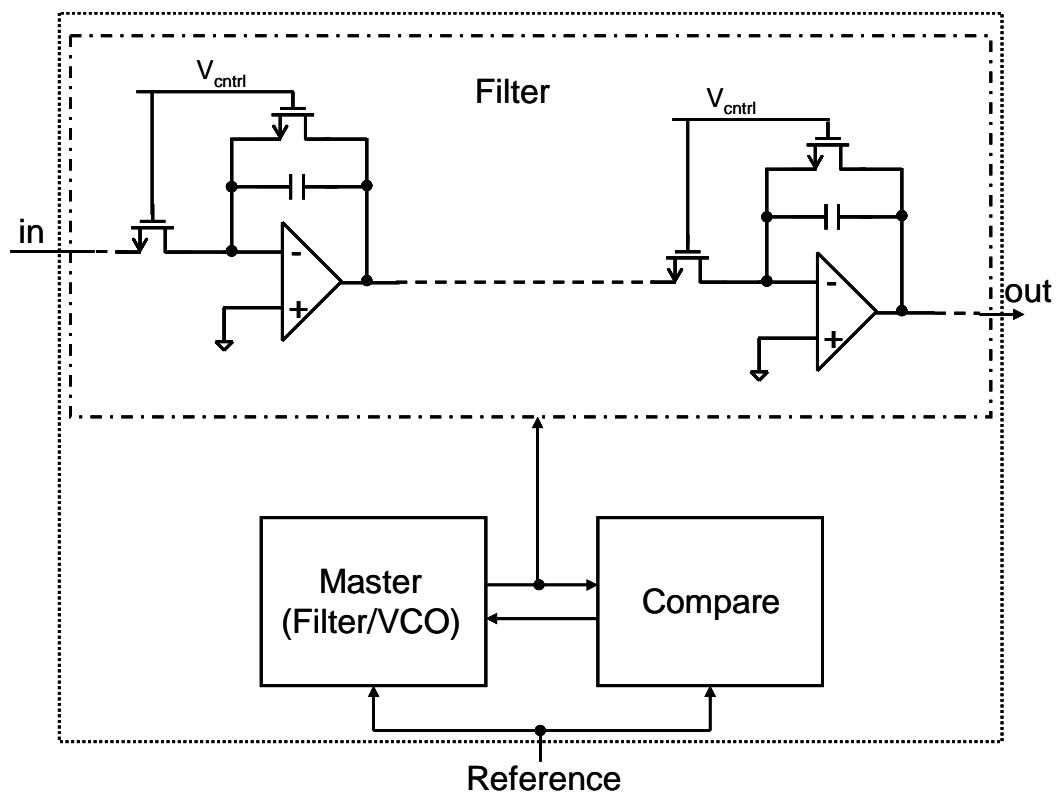 V_cntrl
Filter
V_cntrl
in
-
+
-
+
out
Master
(Filter/VCO)
Compare
Reference